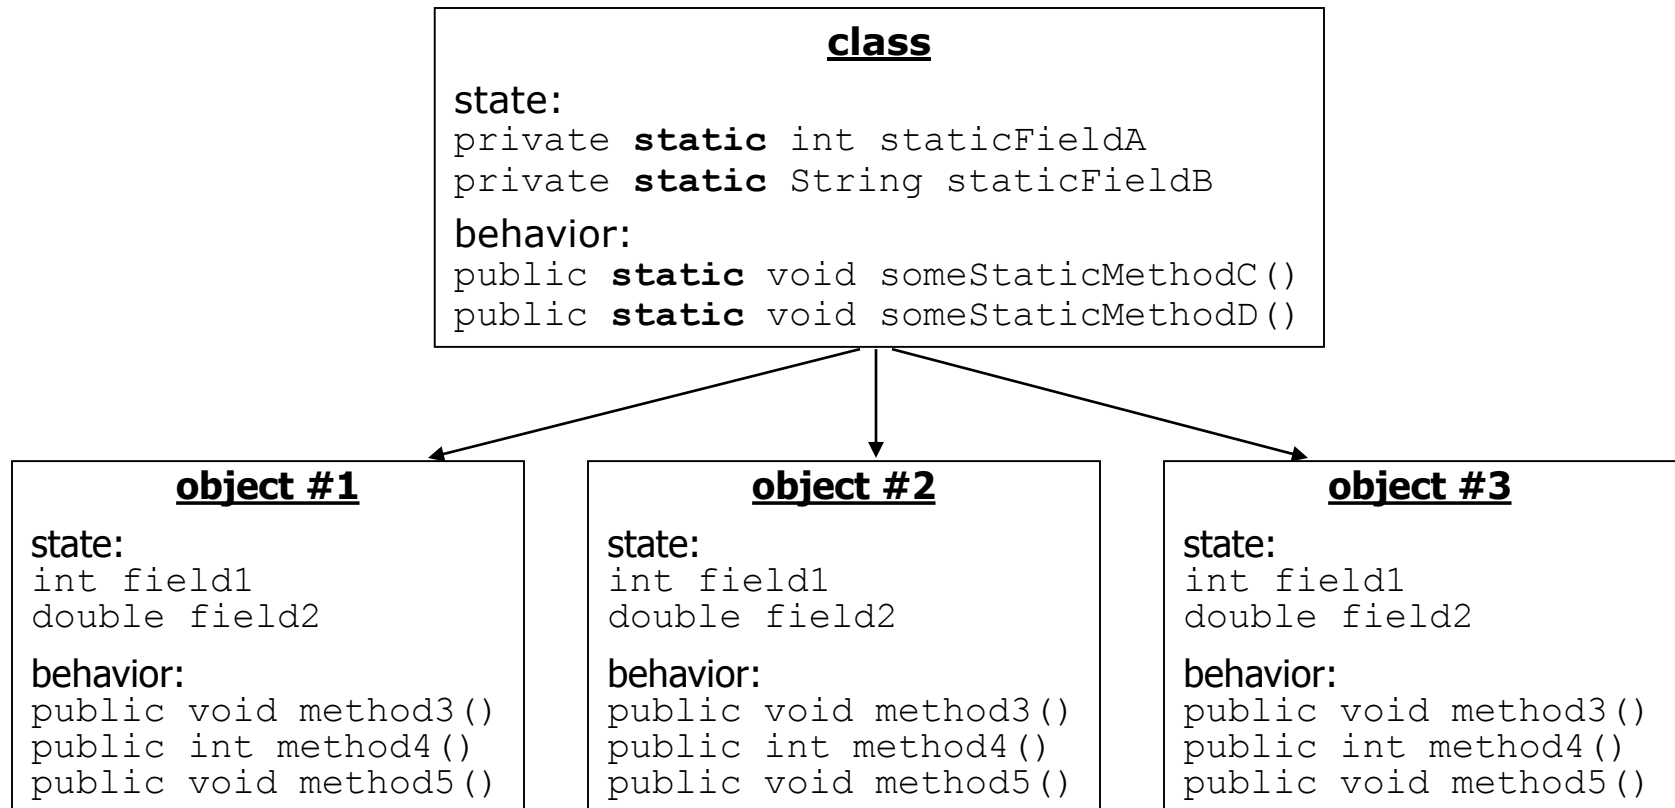 class
state:
private static int staticFieldA
private static String staticFieldB
behavior:
public static void someStaticMethodC()
public static void someStaticMethodD()
object #1
state:
int field1
double field2
behavior:
public void method3()
public int method4()
public void method5()
object #2
state:
int field1
double field2
behavior:
public void method3()
public int method4()
public void method5()
object #3
state:
int field1
double field2
behavior:
public void method3()
public int method4()
public void method5()